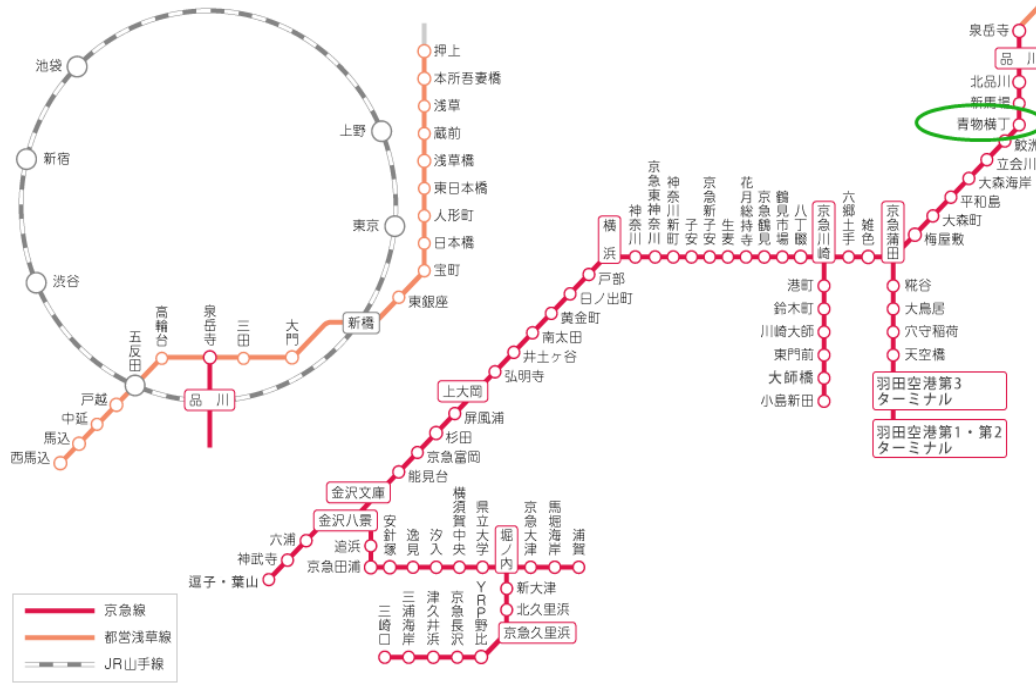 池袋
新宿
渋谷
上野
東京
五反田
高輪台
泉岳寺
三田
大門
新橋
品川
戸越
中延
馬込
西馬込
押上
本所吾妻橋
浅草
蔵前
浅草橋
東日本橋
人形町
日本橋
宝町
東銀座
泉岳寺
品川
北品川
新馬場
青物横丁
鮫洲
立会川
大森海岸
平和島
大森町
梅屋敷
京急蒲田
雑色
六郷土手
京急川崎
八丁畷
鶴見市場
京急鶴見
花月総持寺
生麦
京急新子安
子安
神奈川新町
京急東神奈川
神奈川
横浜
糀谷
大鳥居
穴守稲荷
天空橋
羽田空港第3
ターミナル
羽田空港第1・第2
ターミナル
港町
鈴木町
川崎大師
東門前
大師橋
小島新田
戸部
日ノ出町
黄金町
南太田
井土ヶ谷
弘明寺
上大岡
屏風浦
杉田
京急富岡
能見台
金沢文庫
金沢八景
六浦
神武寺
逗子・葉山
追浜
京急田浦
安針塚
逸見
汐入
横須賀中央
県立大学
堀ノ内
京急大津
馬堀海岸
浦賀
新大津
北久里浜
京急久里浜
YRP野比
京急長沢
津久井浜
三浦海岸
三崎口
京急線
都営浅草線
JR山手線